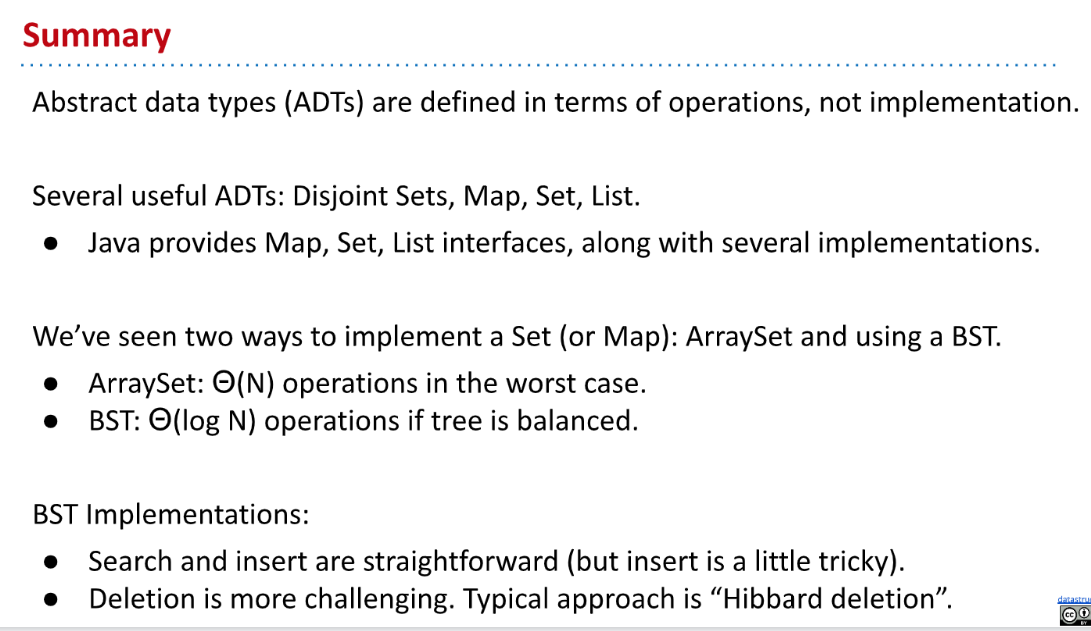 Summary
Abstract data types (ADTs) are defined in terms of operations, not implementation.
Several useful ADTs: Disjoint Sets, Map, Set, List.
● Java provides Map, Set, List interfaces, along with several implementations.
We’ve seen two ways to implement a Set (or Map): ArraySet and using a BST.
● ArraySet: Θ(N) operations in the worst case.
● BST: Θ(log N) operations if tree is balanced.
BST Implementations:
● Search and insert are straightforward (but insert is a little tricky).
● Deletion is more challenging. Typical approach is “Hibbard deletion”.
datastru
cc
BY